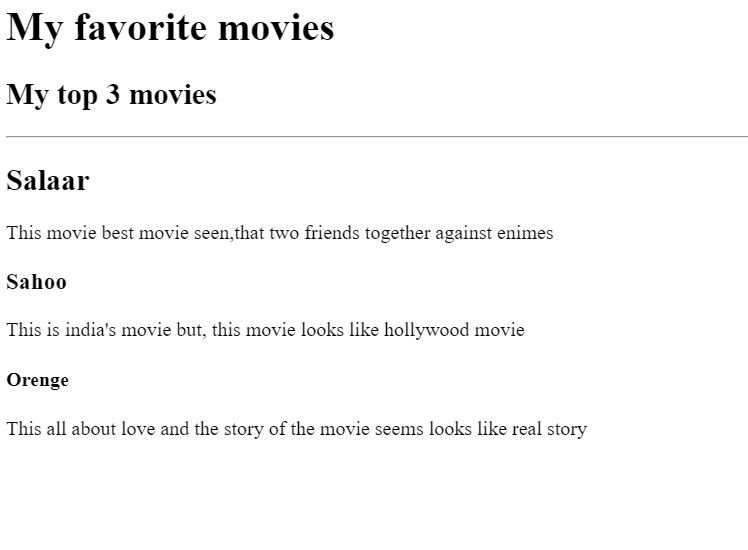 My favorite movies
My top 3 movies
Salaar
This movie best movie seen,that two friends together against enimes
Sahoo
This is india's movie but, this movie looks like hollywood movie
Orenge
This all about love and the story of the movie seems looks like real story